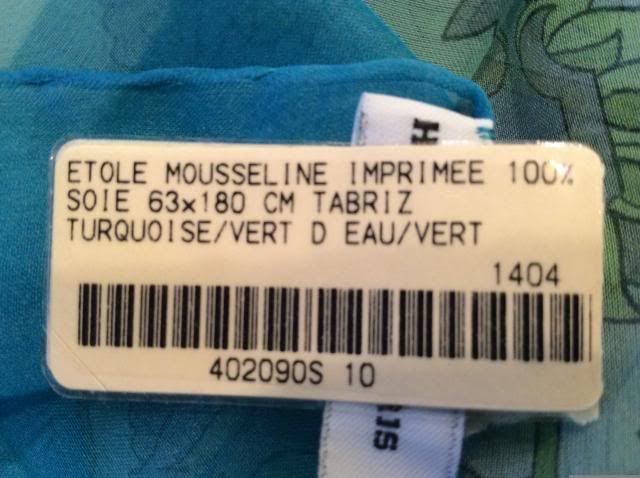 ETOLE MOUSSELINE IMPRIMEE 100%
SOIE 63x180 CM TABRIZ
TURQUOISE/VERT D EAU/VERT
1404
402090S 10